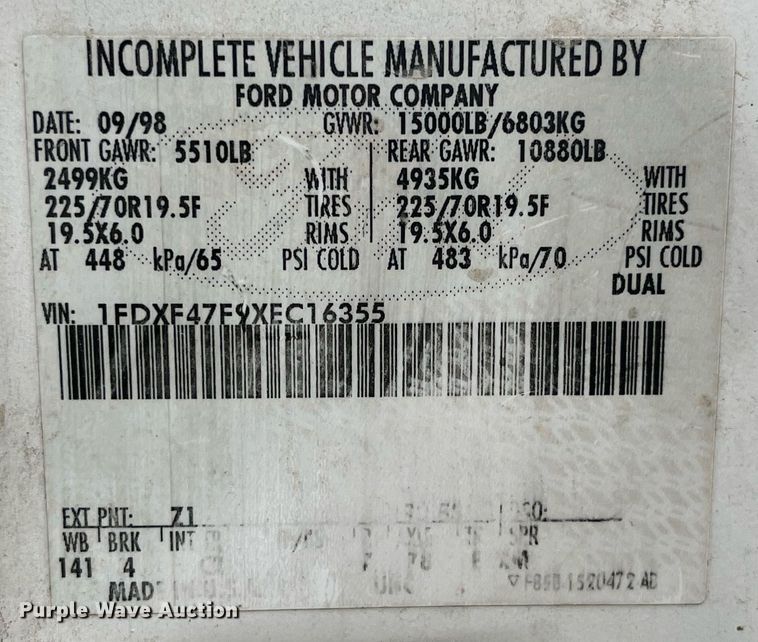 INCOMPLETE VEHICLE MANUFACTURED BY
FORD MOTOR COMPANY
DATE: 09/98 GVWR: 15000LB/6803KG
FRONT GAWR: 5510LB REAR GAWR: 10880LB
2499KG WITH 4935KG WITH
225/70R19.5F TIRES 225/70R19.5F TIRES
19.5X6.0 RIMS 19.5X6.0 RIMS
AT 448 kPa/65 PSI COLD AT 483 kPa/70 PSI COLD
DUAL
VIN: 1FDXF47F9XEC16355
EXT PNT: Z1
WB BRK INT
141 4
Purple Wave Auction